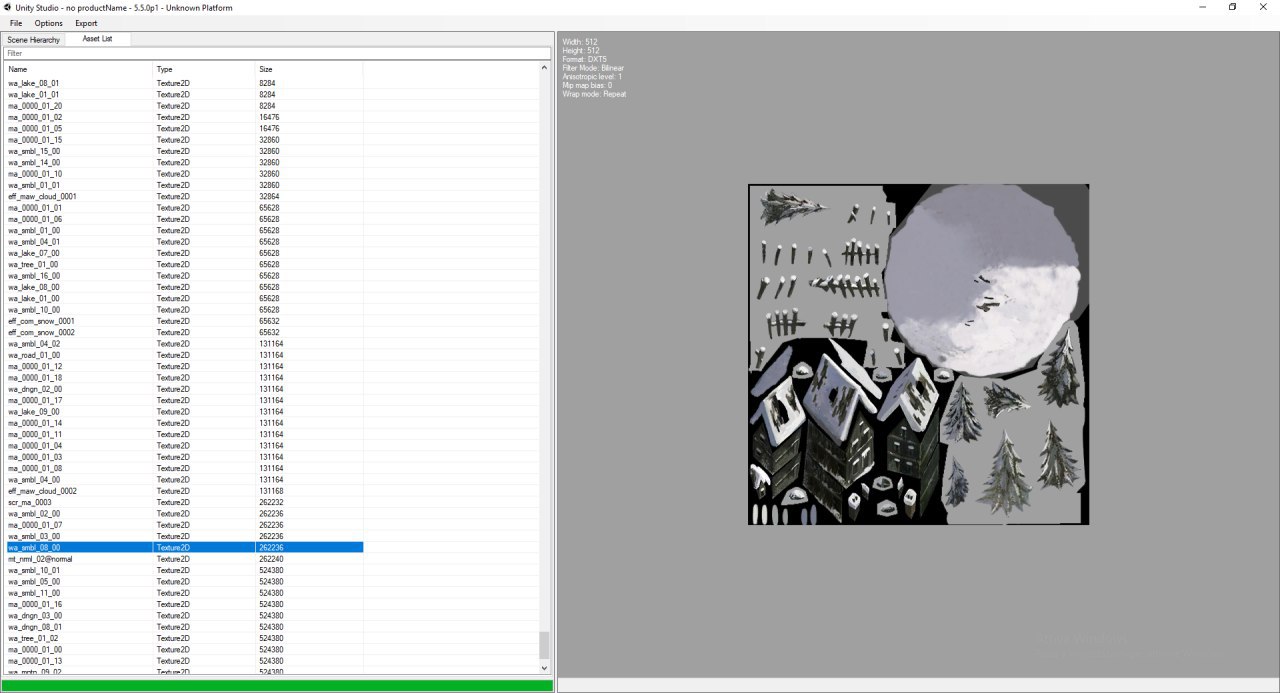 Unity Studio - no productName - 5.5.0p1 - Unknown Platform
File Options Export
Scene Hierarchy Asset List
Filter
Name Type Size
wa_lake_08_01 Texture2D 8284
wa_lake_01_01 Texture2D 8284
ma_0000_01_20 Texture2D 8284
ma_0000_01_02 Texture2D 16476
ma_0000_01_05 Texture2D 16476
ma_0000_01_15 Texture2D 32860
wa_smbl_15_00 Texture2D 32860
wa_smbl_14_00 Texture2D 32860
ma_0000_01_10 Texture2D 32860
wa_smbl_01_01 Texture2D 32860
eff_maw_cloud_0001 Texture2D 32864
ma_0000_01_01 Texture2D 65628
ma_0000_01_06 Texture2D 65628
wa_smbl_01_00 Texture2D 65628
wa_smbl_04_01 Texture2D 65628
wa_lake_07_00 Texture2D 65628
wa_tree_01_00 Texture2D 65628
wa_smbl_16_00 Texture2D 65628
wa_lake_08_00 Texture2D 65628
wa_lake_01_00 Texture2D 65628
wa_smbl_10_00 Texture2D 65628
eff_com_snow_0001 Texture2D 65632
eff_com_snow_0002 Texture2D 65632
wa_smbl_04_02 Texture2D 131164
wa_road_01_00 Texture2D 131164
ma_0000_01_12 Texture2D 131164
ma_0000_01_18 Texture2D 131164
wa_dngn_02_00 Texture2D 131164
ma_0000_01_17 Texture2D 131164
wa_lake_09_00 Texture2D 131164
ma_0000_01_14 Texture2D 131164
ma_0000_01_11 Texture2D 131164
ma_0000_01_04 Texture2D 131164
ma_0000_01_03 Texture2D 131164
ma_0000_01_08 Texture2D 131164
wa_smbl_04_00 Texture2D 131164
eff_maw_cloud_0002 Texture2D 131168
scr_ma_0003 Texture2D 262232
wa_smbl_02_00 Texture2D 262236
ma_0000_01_07 Texture2D 262236
wa_smbl_03_00 Texture2D 262236
wa_smbl_08_00 Texture2D 262236
mt_nrml_02@normal Texture2D 262240
wa_smbl_10_01 Texture2D 524380
wa_smbl_05_00 Texture2D 524380
wa_smbl_11_00 Texture2D 524380
ma_0000_01_16 Texture2D 524380
wa_dngn_03_00 Texture2D 524380
wa_dngn_08_01 Texture2D 524380
wa_tree_01_02 Texture2D 524380
ma_0000_01_00 Texture2D 524380
ma_0000_01_13 Texture2D 524380
wa_mntn_09_02 Texture2D 524380
Width: 512
Height: 512
Format: DXT5
Filter Mode: Bilinear
Anisotropic level: 1
Mip map bias: 0
Wrap mode: Repeat